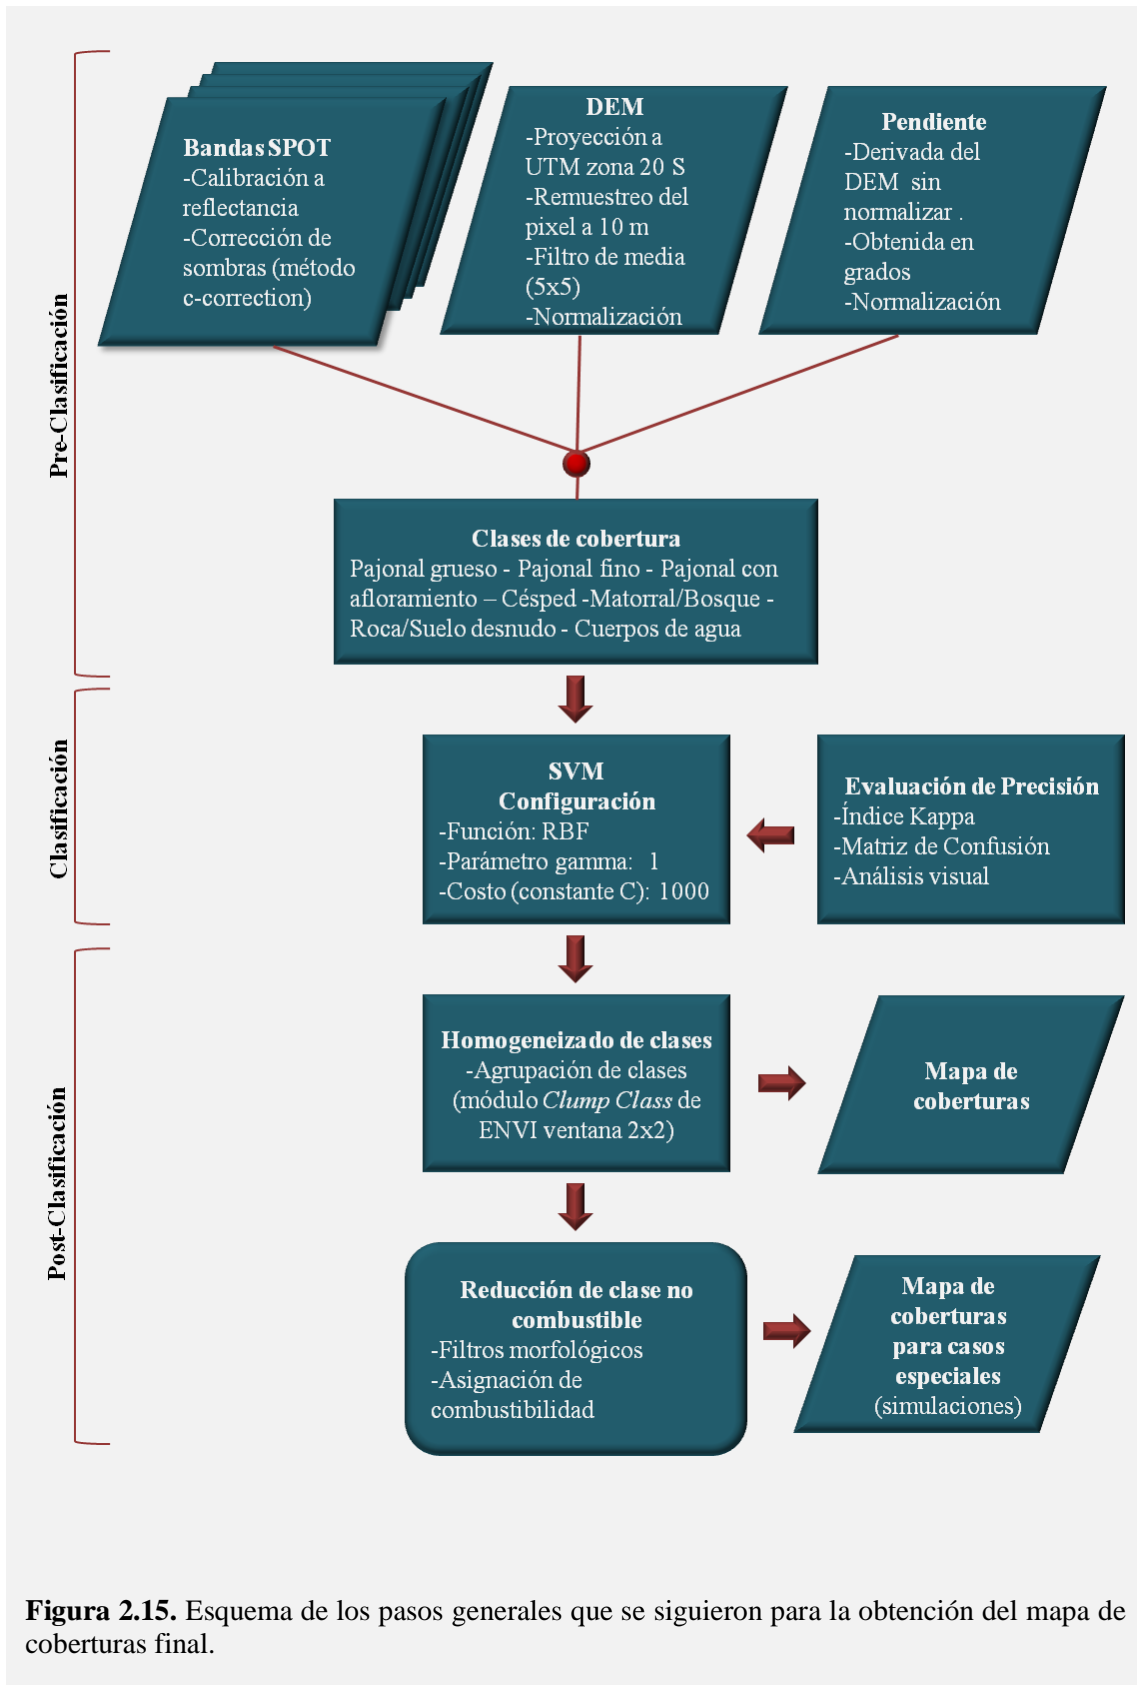 Pre-Clasificación
Bandas SPOT
-Calibración a
reflectancia
-Corrección de
sombras (método
c-correction)
DEM
-Proyección a
UTM zona 20 S
-Remuestreo del
pixel a 10 m
-Filtro de media
(5x5)
-Normalización
Pendiente
-Derivada del
DEM sin
normalizar .
-Obtenida en
grados
-Normalización
Clases de cobertura
Pajonal grueso - Pajonal fino - Pajonal con
afloramiento – Césped -Matorral/Bosque -
Roca/Suelo desnudo - Cuerpos de agua
Clasificación
SVM
Configuración
-Función: RBF
-Parámetro gamma: 1
-Costo (constante C): 1000
Evaluación de Precisión
-Índice Kappa
-Matriz de Confusión
-Análisis visual
Post-Clasificación
Homogeneizado de clases
-Agrupación de clases
(módulo Clump Class de
ENVI ventana 2x2)
Mapa de
coberturas
Reducción de clase no
combustible
-Filtros morfológicos
-Asignación de
combustibilidad
Mapa de
coberturas
para casos
especiales
(simulaciones)
Figura 2.15. Esquema de los pasos generales que se siguieron para la obtención del mapa de
coberturas final.